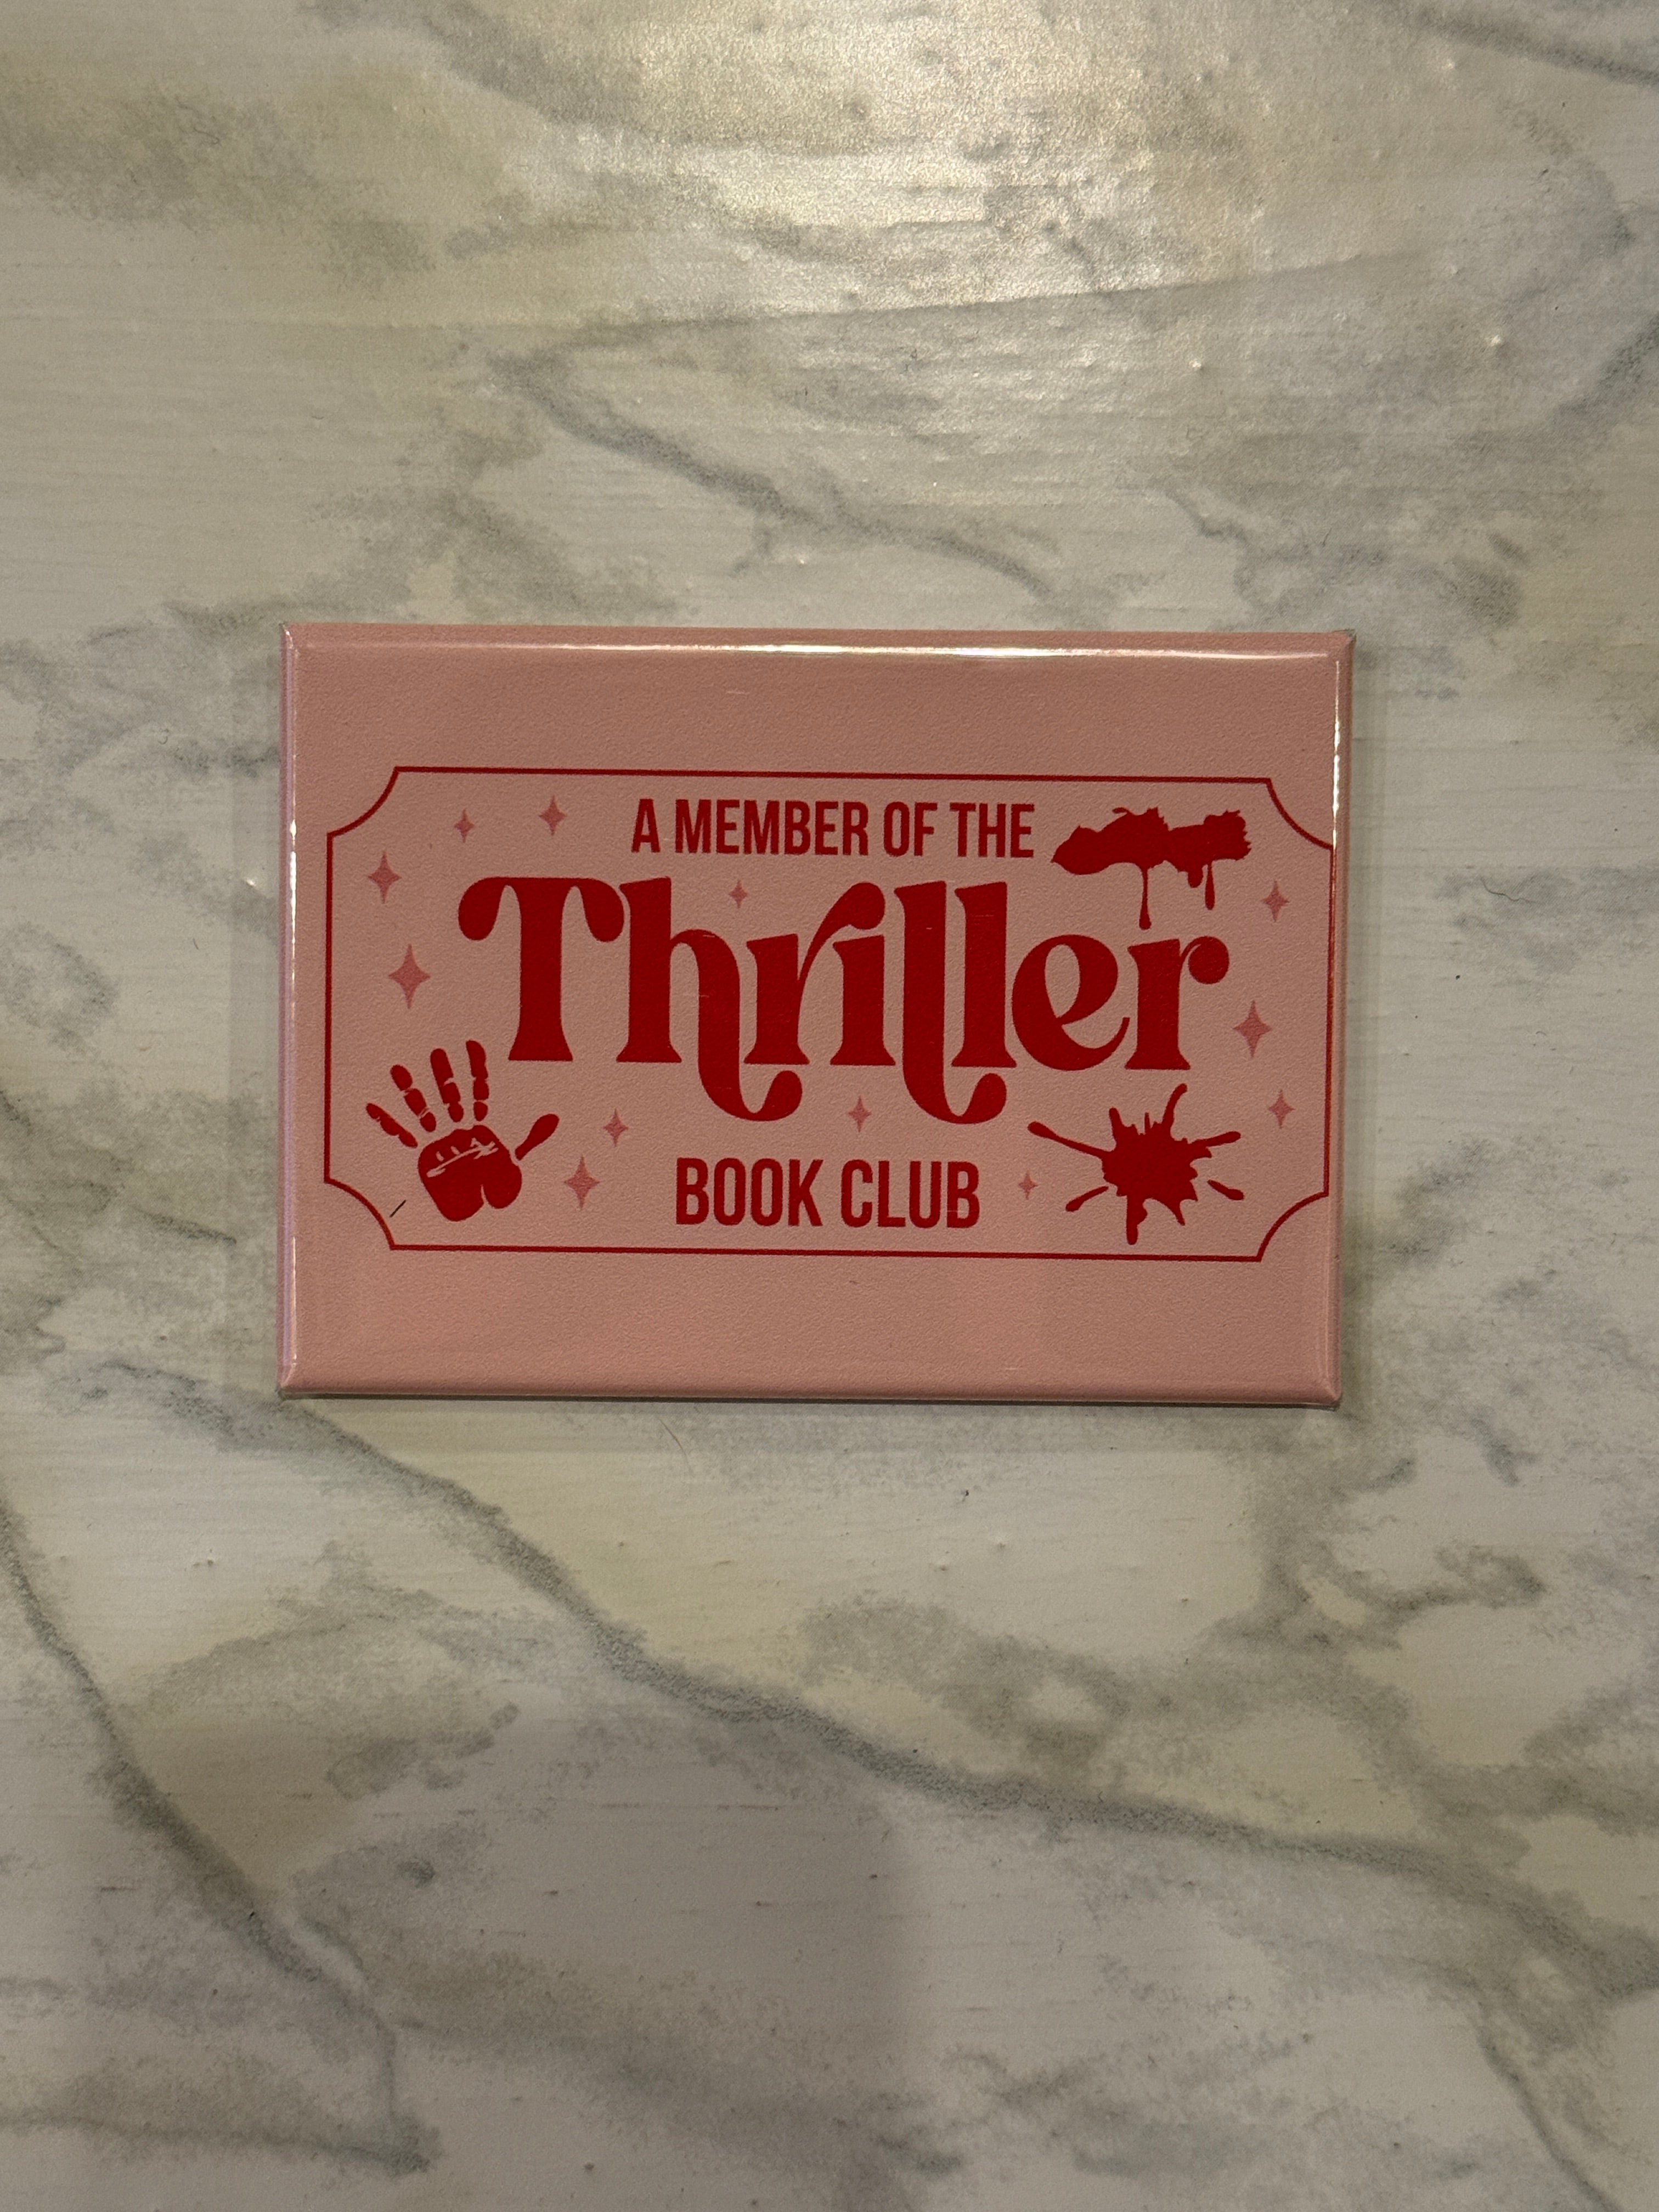 A MEMBER OF THE
Thriller
BOOK CLUB